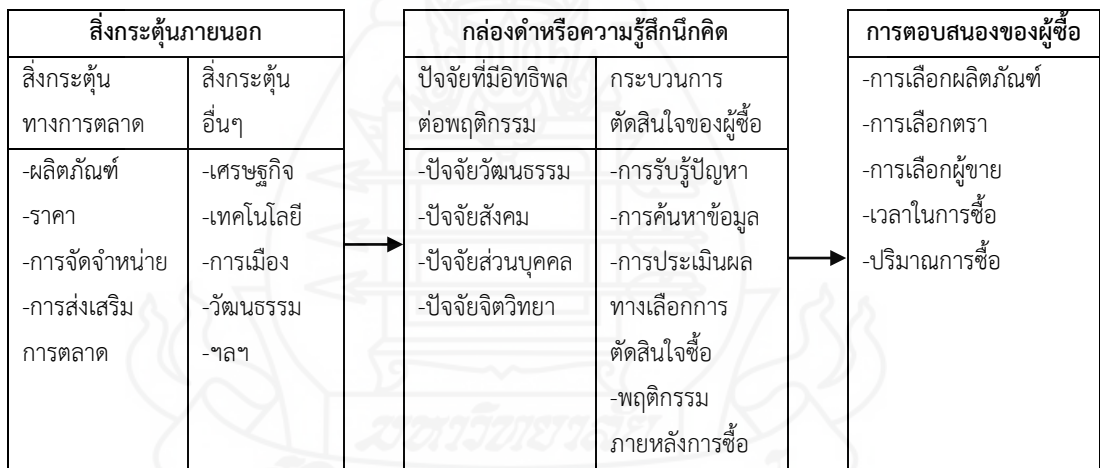 สิ่งกระตุ้นภายนอก
สิ่งกระตุ้น
ทางการตลาด
สิ่งกระตุ้น
อื่นๆ
-ผลิตภัณฑ์
-ราคา
-การจัดจำหน่าย
-การส่งเสริม
การตลาด
-เศรษฐกิจ
-เทคโนโลยี
-การเมือง
-วัฒนธรรม
-ฯลฯ
กล่องดำหรือความรู้สึกนึกคิด
ปัจจัยที่มีอิทธิพล
ต่อพฤติกรรม
กระบวนการ
ตัดสินใจของผู้ซื้อ
-ปัจจัยวัฒนธรรม
-ปัจจัยสังคม
-ปัจจัยส่วนบุคคล
-ปัจจัยจิตวิทยา
-การรับรู้ปัญหา
-การค้นหาข้อมูล
-การประเมินผล
ทางเลือกการ
ตัดสินใจซื้อ
-พฤติกรรม
ภายหลังการซื้อ
การตอบสนองของผู้ซื้อ
-การเลือกผลิตภัณฑ์
-การเลือกตรา
-การเลือกผู้ขาย
-เวลาในการซื้อ
-ปริมาณการซื้อ